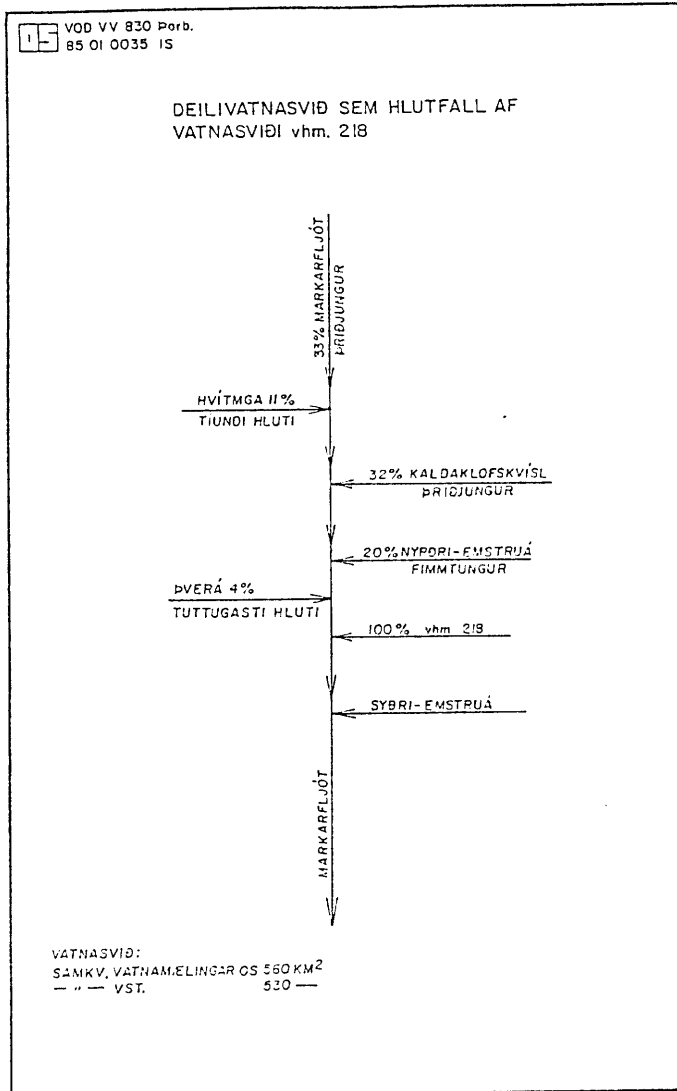 VOD VV 830 Þorb.
85 01 0035 IS
DEILIVATNASVIÐ SEM HLUTFALL AF
VATNASVIÐI vhm. 218
33% MARKARFLJÓT
ÞRIÐJUNGUR
HVÍTMGA 11%
TÍUNDI HLUTI
32% KALDAKLOFSKVÍSL
ÞRIÐJUNGUR
20% NYPÐRI-EMSTRUÁ
FIMMTUNGUR
ÞVERÁ 4%
TUTTUGASTI HLUTI
100% vhm 218
SYÐRI-EMSTRUÁ
MARKARFLJÓT
VATNASVIÐ:
SAMKV. VATNAMÆLINGAR OS 560 KM²
— " — VST. 530 —